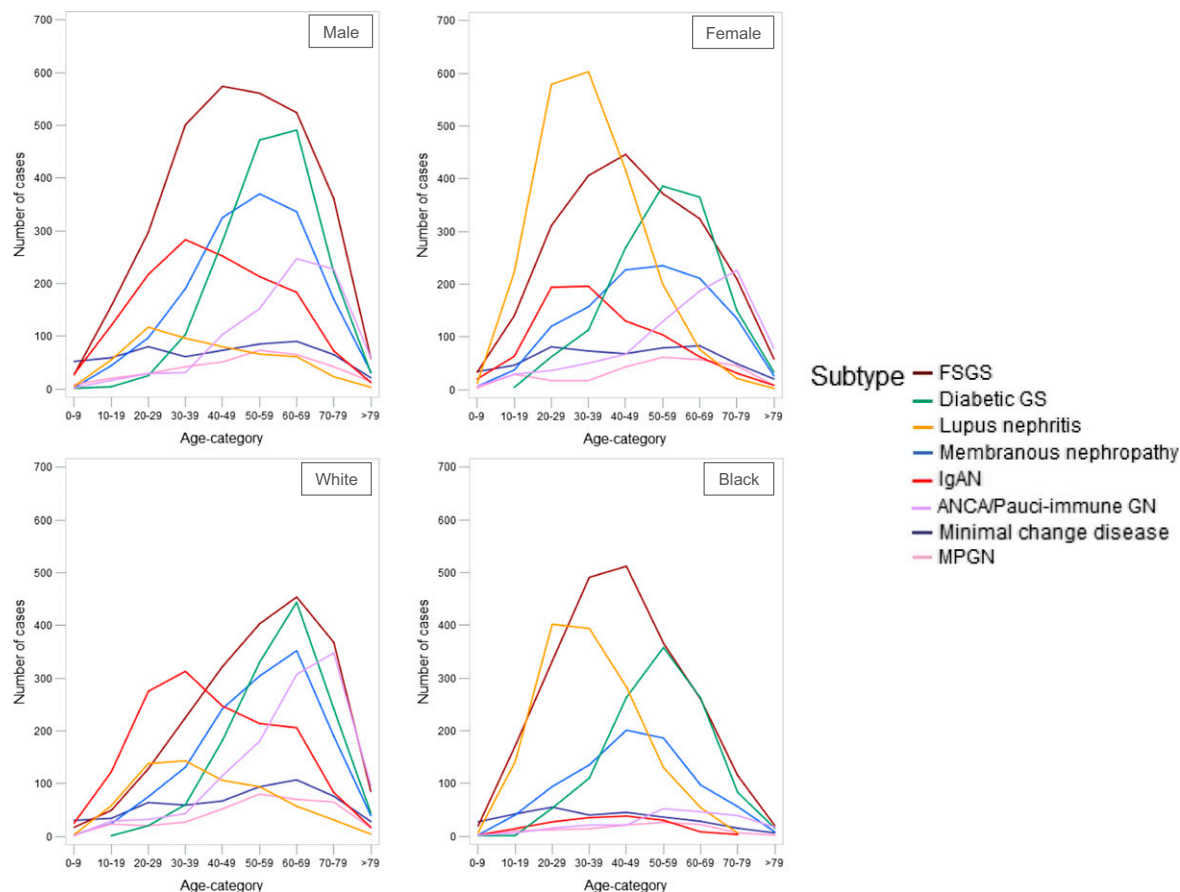 Male
700
600
500
400
300
200
100
0
Number of cases
0-9 10-19 20-29 30-39 40-49 50-59 60-69 70-79 >79
Age-category
Female
700
600
500
400
300
200
100
0
Number of cases
0-9 10-19 20-29 30-39 40-49 50-59 60-69 70-79 >79
Age-category
White
700
600
500
400
300
200
100
0
Number of cases
0-9 10-19 20-29 30-39 40-49 50-59 60-69 70-79 >79
Age-category
Black
700
600
500
400
300
200
100
0
Number of cases
0-9 10-19 20-29 30-39 40-49 50-59 60-69 70-79 >79
Age-category
Subtype
FSGS
Diabetic GS
Lupus nephritis
Membranous nephropathy
IgAN
ANCA/Pauci-immune GN
Minimal change disease
MPGN